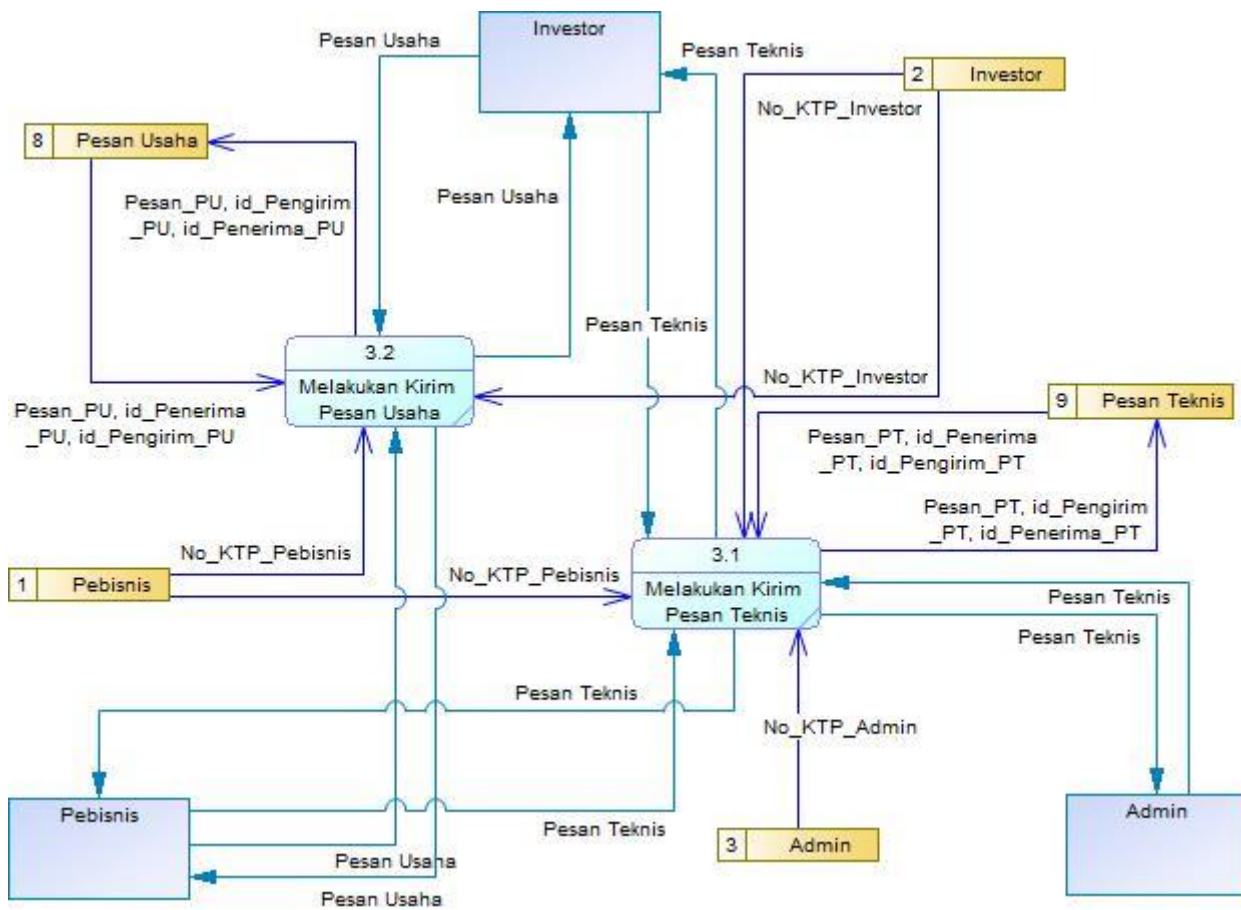 Investor
Pesan Usaha
Pesan Teknis
2 Investor
No_KTP_Investor
8 Pesan Usaha
Pesan_PU, id_Pengirim
_PU, id_Penerima_PU
Pesan Usaha
Pesan Teknis
3.2
Melakukan Kirim
Pesan Usaha
No_KTP_Investor
9 Pesan Teknis
Pesan_PU, id_Penerima
_PU, id_Pengirim_PU
Pesan_PT, id_Penerima
_PT, id_Pengirim_PT
Pesan_PT, id_Pengirim
_PT, id_Penerima_PT
No_KTP_Pebisnis
1 Pebisnis
No_KTP_Pebisnis
3.1
Melakukan Kirim
Pesan Teknis
Pesan Teknis
Pesan Teknis
Pesan Teknis
No_KTP_Admin
Pebisnis
Pesan Teknis
3 Admin
Admin
Pesan Usaha
Pesan Usaha